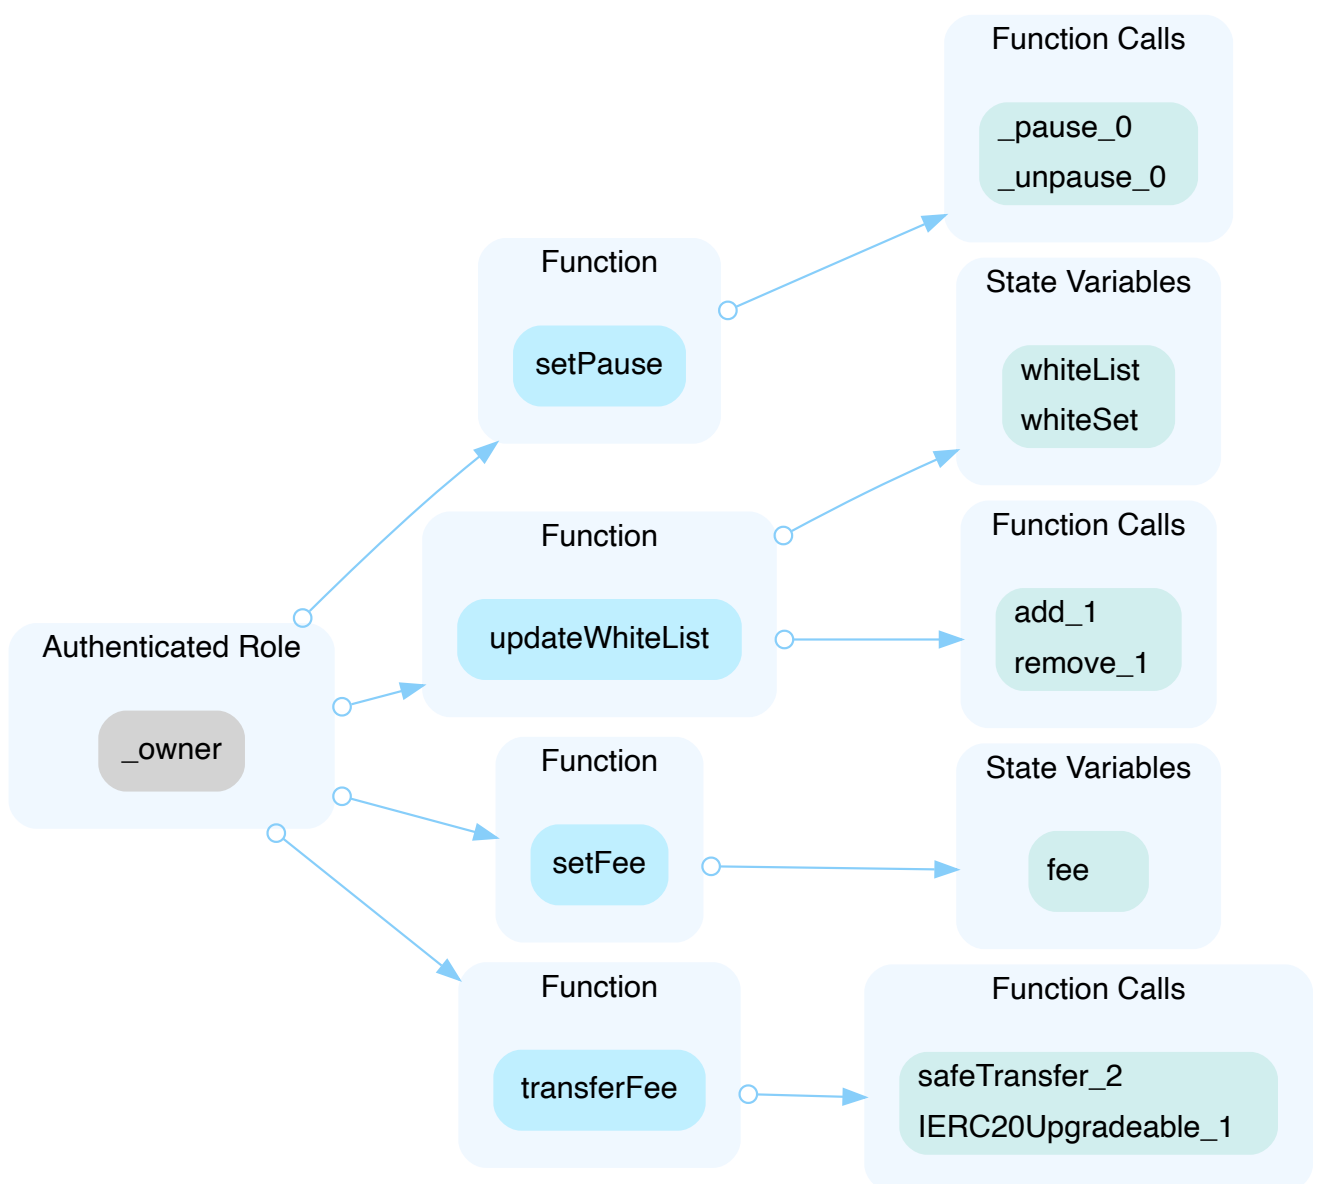 Function Calls
_pause_0
_unpause_0
Function
setPause
State Variables
whiteList
whiteSet
Function
updateWhiteList
Function Calls
add_1
remove_1
Authenticated Role
_owner
Function
setFee
State Variables
fee
Function
transferFee
Function Calls
safeTransfer_2
IERC20Upgradeable_1